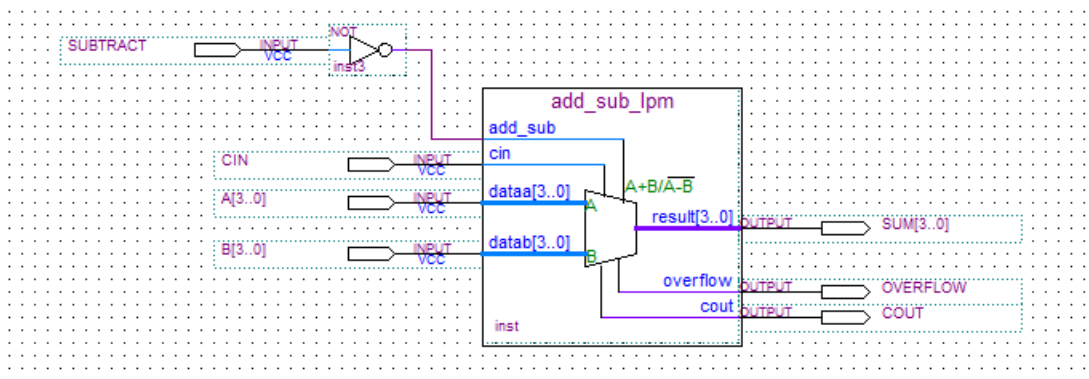 NOT
SUBTRACT
INPUT
VCC
inst3
add_sub_lpm
add_sub
CIN
INPUT
VCC
cin
A[3..0]
INPUT
VCC
dataa[3..0]
A
A+B/A-B
result[3..0]
OUTPUT
SUM[3..0]
B[3..0]
INPUT
VCC
datab[3..0]
B
overflow
OUTPUT
OVERFLOW
cout
OUTPUT
COUT
inst